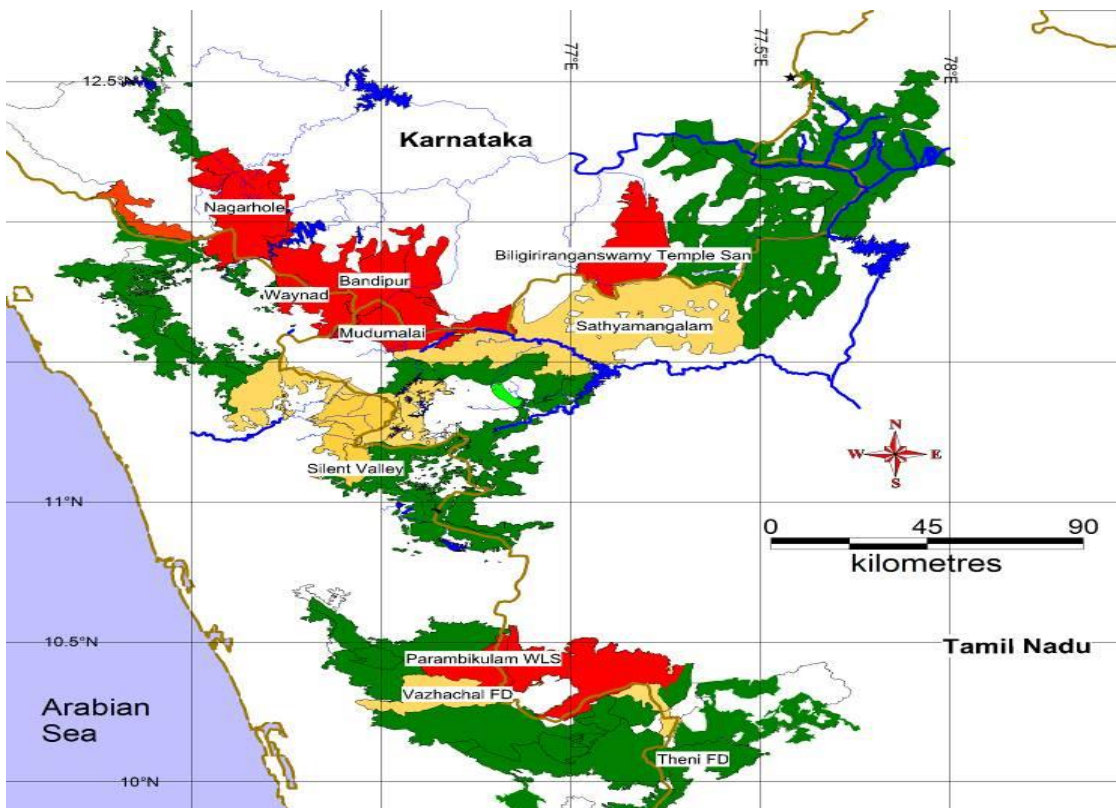 77°E
77.5°E
78°E
12.5°N
Karnataka
Nagarhole
Biligiriranganswamy Temple San
Bandipur
Waynad
Mudumalai
Sathyamangalam
N
W
E
S
Silent Valley
11°N
0
45
90
kilometres
10.5°N
Tamil Nadu
Parambikulam WLS
Vazhachal FD
Arabian
Sea
Theni FD
10°N